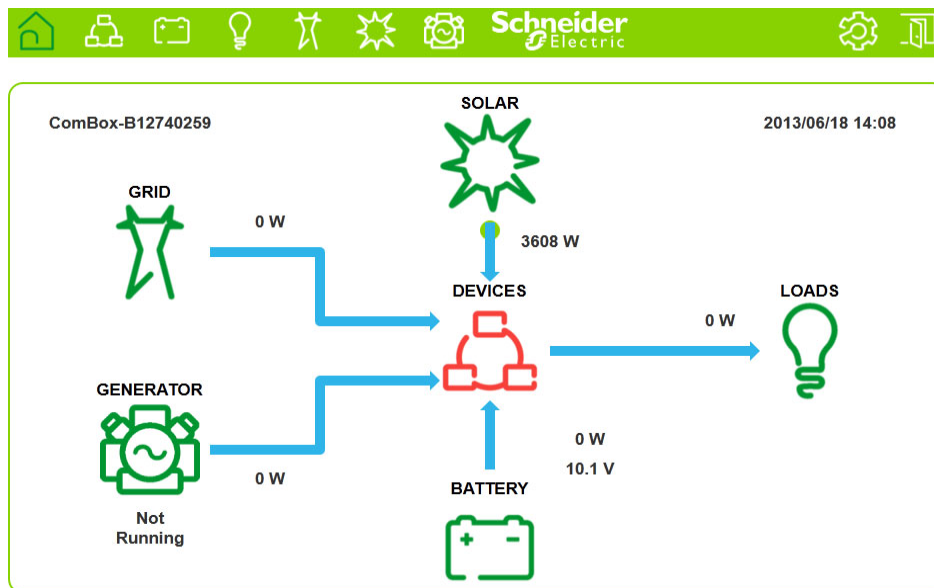 Schneider
Electric
SOLAR
ComBox-B12740259
2013/06/18 14:08
GRID
0 W
3608 W
DEVICES
LOADS
0 W
GENERATOR
0 W
0 W
10.1 V
BATTERY
Not
Running